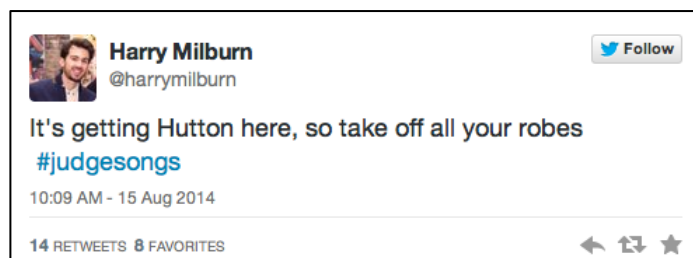 Harry Milburn
Follow
@harrymilburn
It's getting Hutton here, so take off all your robes
#judgesongs
10:09 AM - 15 Aug 2014
14 RETWEETS 8 FAVORITES